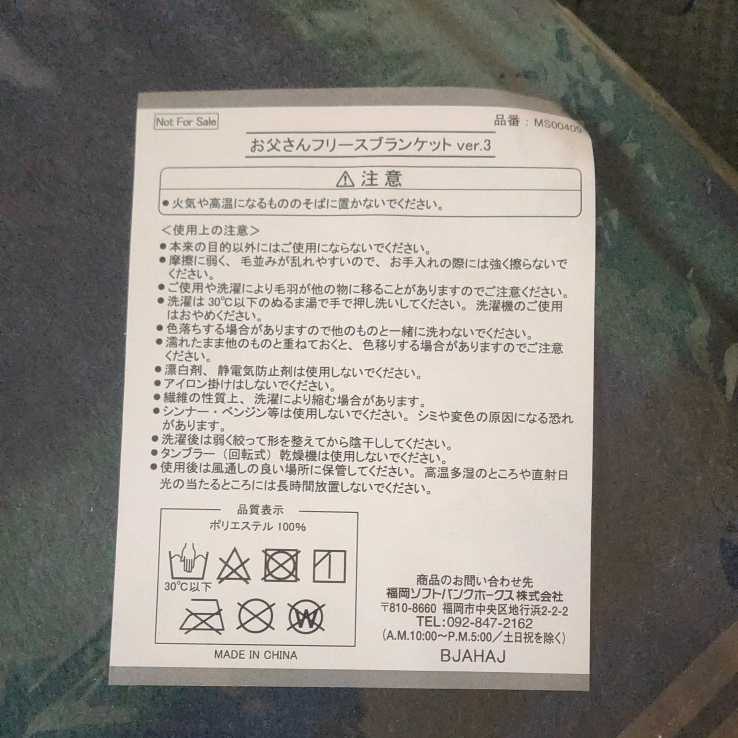 Not For Sale
品番：MS00409
お父さんフリースブランケット ver.3
⚠ 注意
●火気や高温になるもののそばに置かないでください。
＜使用上の注意＞
●本来の目的以外にはご使用にならないでください。
●摩擦に弱く、毛並みが乱れやすいので、お手入れの際には強く擦らないで
ください。
●ご使用や洗濯により毛羽が他の物に移ることがありますのでご注意ください。
●洗濯は30℃以下のぬるま湯で手で押し洗いしてください。洗濯機のご使用
はおやめください。
●色落ちする場合がありますので他のものと一緒に洗わないでください。
●濡れたまま他のものと重ねておくと、色移りする場合がありますのでご注意
ください。
●漂白剤、静電気防止剤は使用しないでください。
●アイロン掛けはしないでください。
●繊維の性質上、洗濯により縮む場合があります。
●シンナー・ベンジン等は使用しないでください。シミや変色の原因になる恐れ
があります。
●洗濯後は弱く絞って形を整えてから陰干ししてください。
●タンブラー（回転式）乾燥機は使用しないでください。
●使用後は風通しの良い場所に保管してください。高温多湿のところや直射日
光の当たるところには長時間放置しないでください。
品質表示
ポリエステル 100%
30℃以下
W
MADE IN CHINA
商品のお問い合わせ先
福岡ソフトバンクホークス株式会社
〒810-8660 福岡市中央区地行浜2-2-2
TEL:092-847-2162
（A.M.10:00～P.M.5:00／土日祝を除く）
BJAHAJ